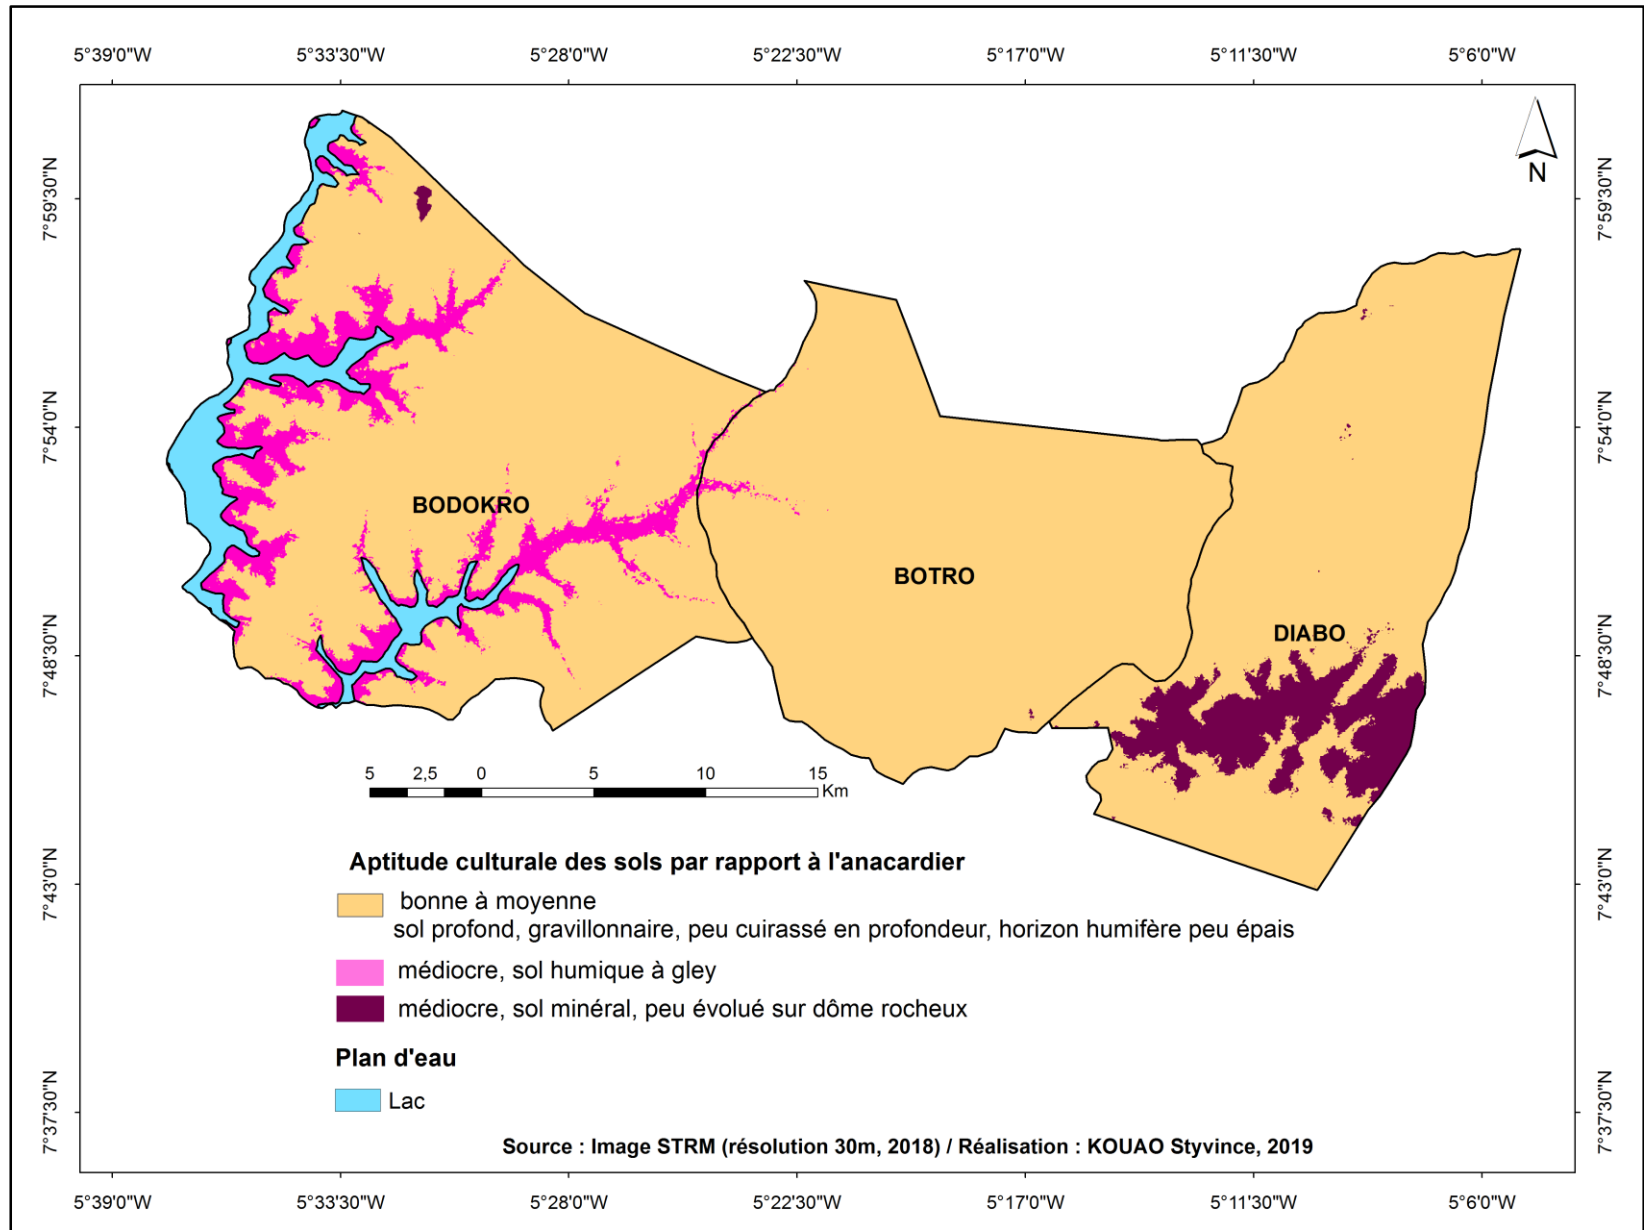 5°39'0"W 5°33'30"W 5°28'0"W 5°22'30"W 5°17'0"W 5°11'30"W 5°6'0"W
N
7°59'30"N 7°59'30"N
7°54'0"N 7°54'0"N
BODOKRO
BOTRO
DIABO
7°48'30"N 7°48'30"N
5 2,5 0 5 10 15
Km
Aptitude culturale des sols par rapport à l'anacardier
7°43'0"N 7°43'0"N
bonne à moyenne
sol profond, gravillonnaire, peu cuirassé en profondeur, horizon humifère peu épais
médiocre, sol humique à gley
médiocre, sol minéral, peu évolué sur dôme rocheux
Plan d'eau
Lac
7°37'30"N 7°37'30"N
Source : Image STRM (résolution 30m, 2018) / Réalisation : KOUAO Styvince, 2019
5°39'0"W 5°33'30"W 5°28'0"W 5°22'30"W 5°17'0"W 5°11'30"W 5°6'0"W